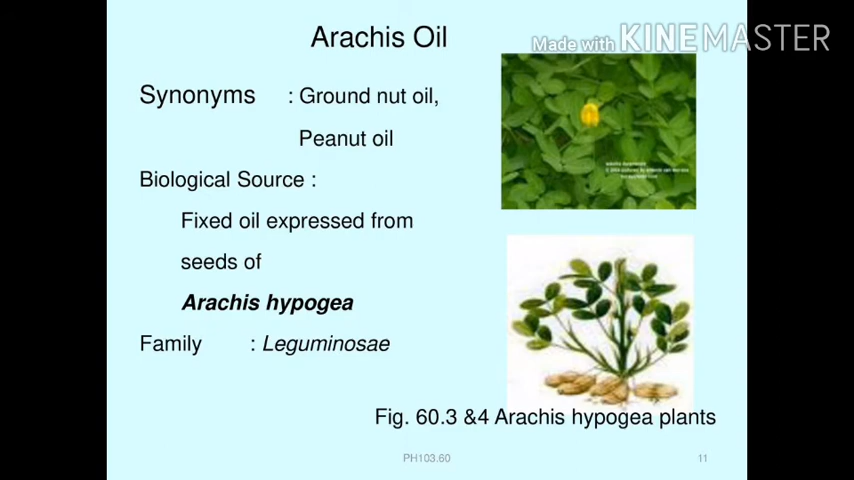 Arachis Oil
Made with KINEMASTER
Synonyms : Ground nut oil,
Peanut oil
Biological Source :
Fixed oil expressed from
seeds of
Arachis hypogea
Family : Leguminosae
Fig. 60.3 &4 Arachis hypogea plants
PH103.60
11